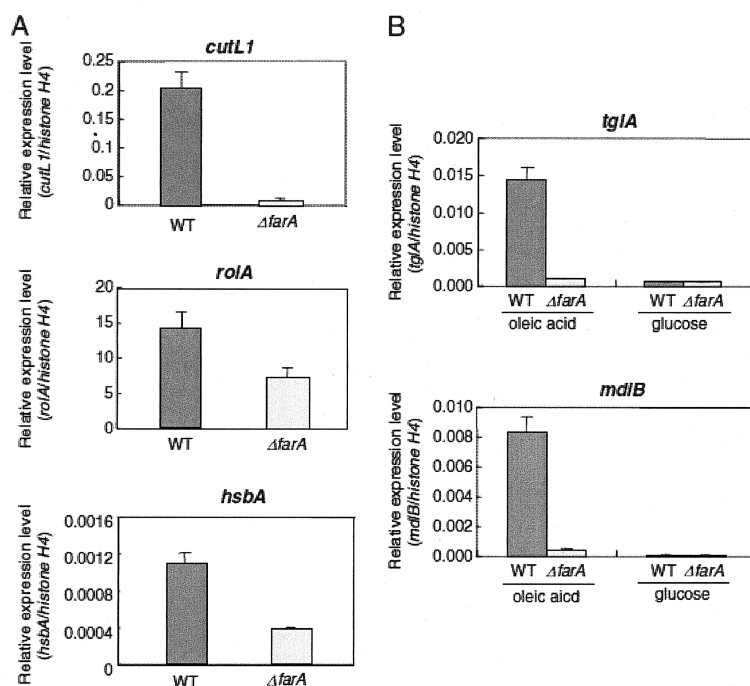 A
cutL1
Relative expression level
(cutL1/histone H4)
0.25
0.2
0.15
0.1
0.05
0
WT
ΔfarA
rolA
Relative expression level
(rolA/histone H4)
20
15
10
5
0
WT
ΔfarA
hsbA
Relative expression level
(hsbA/histone H4)
0.0016
0.0012
0.0008
0.0004
0
WT
ΔfarA
B
tglA
Relative expression level
(tglA/histone H4)
0.020
0.015
0.010
0.005
0.000
WT ΔfarA WT ΔfarA
oleic acid glucose
mdlB
Relative expression level
(mdlB/histone H4)
0.010
0.008
0.006
0.004
0.002
0.000
WT ΔfarA WT ΔfarA
oleic aicd glucose